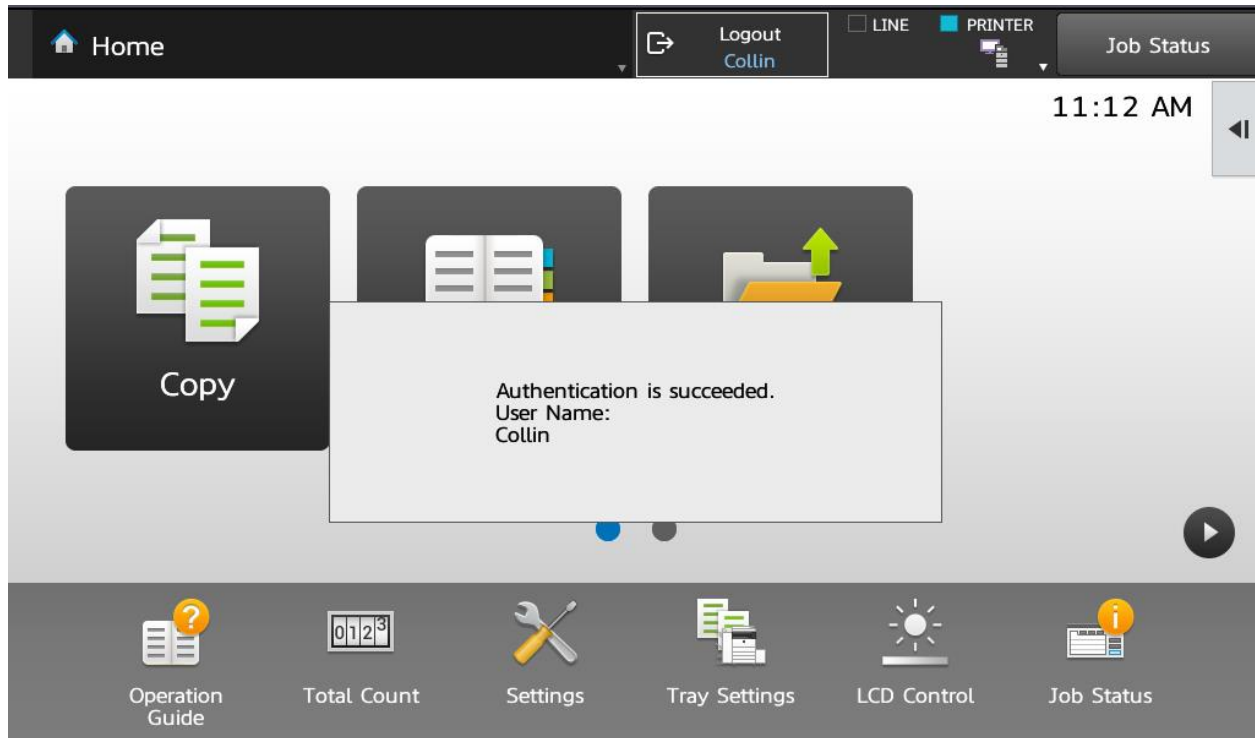 Home
Logout
Collin
LINE
PRINTER
Job Status
11:12 AM
Copy
Authentication is succeeded.
User Name:
Collin
0123
Operation
Guide
Total Count
Settings
Tray Settings
LCD Control
Job Status